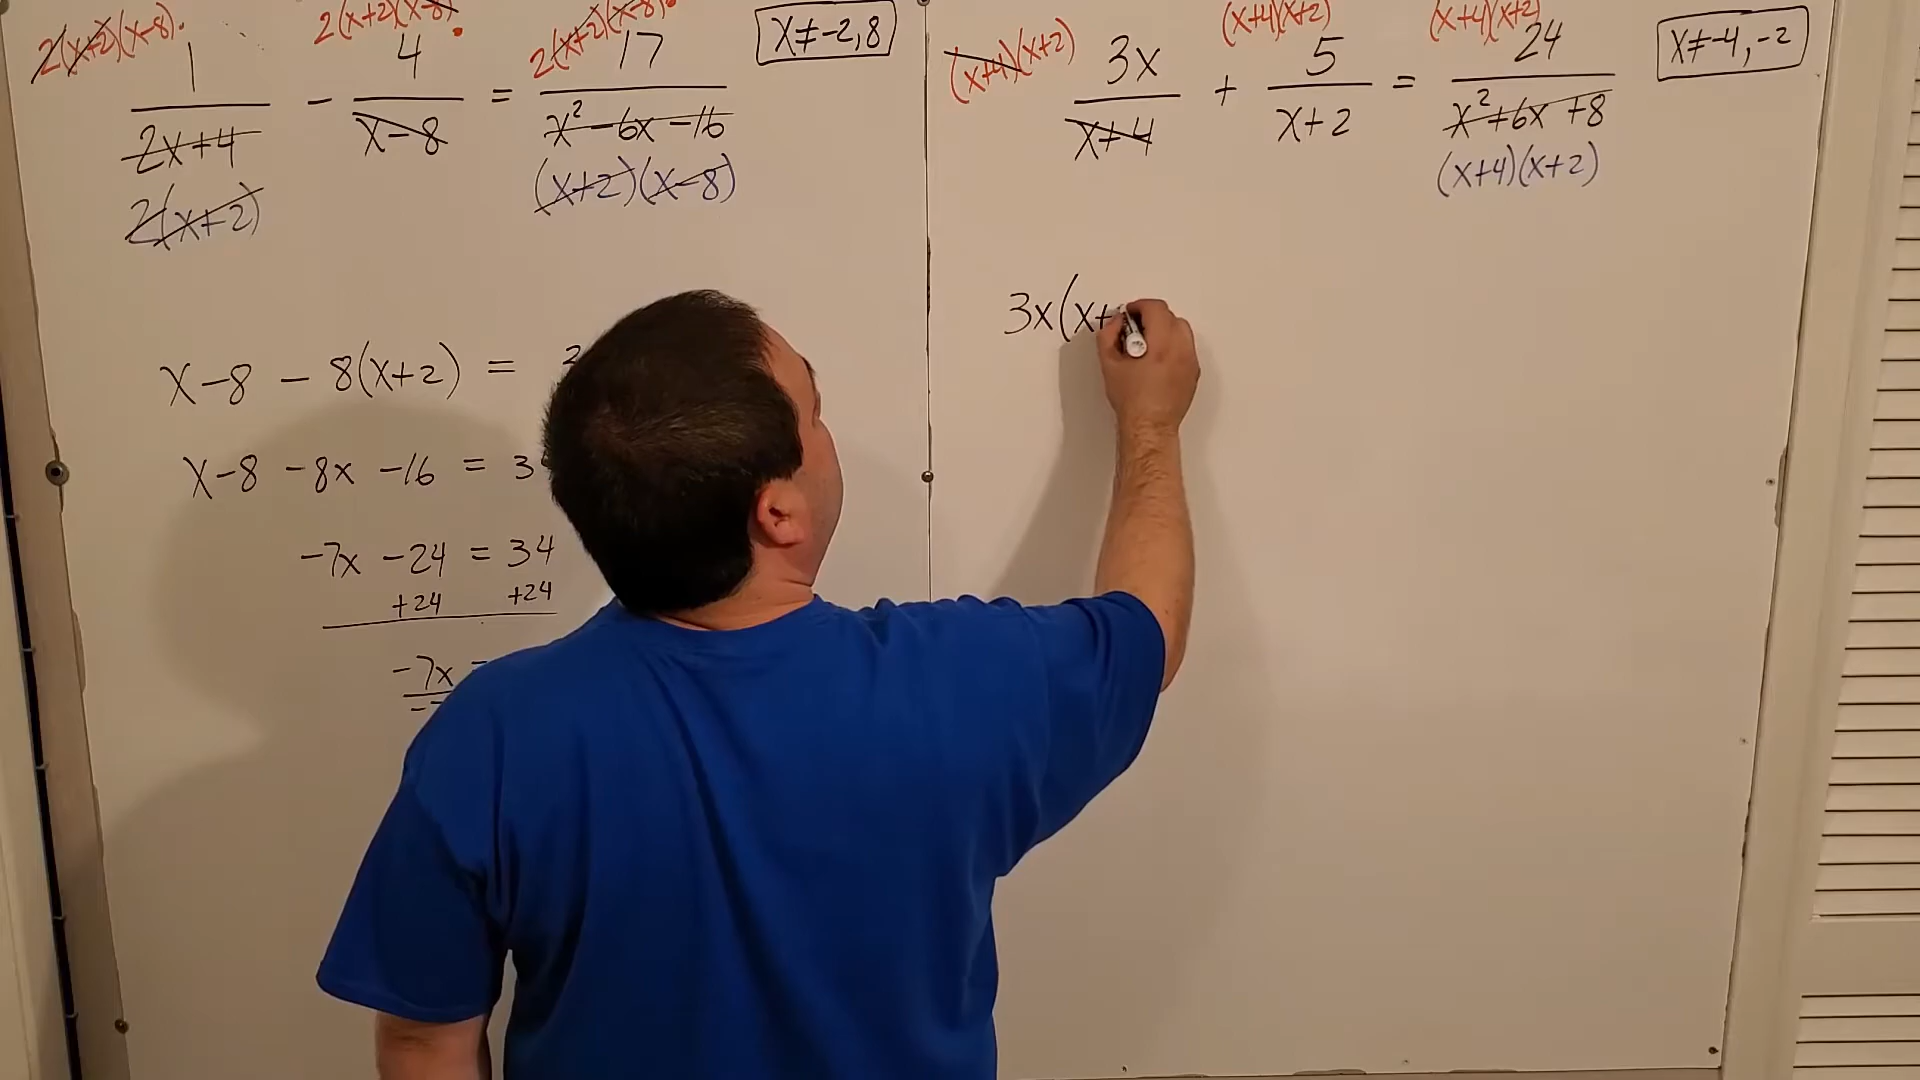 2(x+2)(x-8)· 2(x+2)(x-8)· 2(x+2)(x-8)·
1/(2x+4) - 4/(x-8) = 17/(x²-6x-16)
2(x+2) (x+2)(x-8)
x≠-2,8
x-8 - 8(x+2) =
x-8 -8x -16 = 3
-7x -24 = 34
+24 +24
-7x
(x+4)(x+2) (x+4)(x+2) (x+4)(x+2)
3x/(x+4) + 5/(x+2) = 24/(x²+6x+8)
(x+4)(x+2)
x≠-4,-2
3x(x+